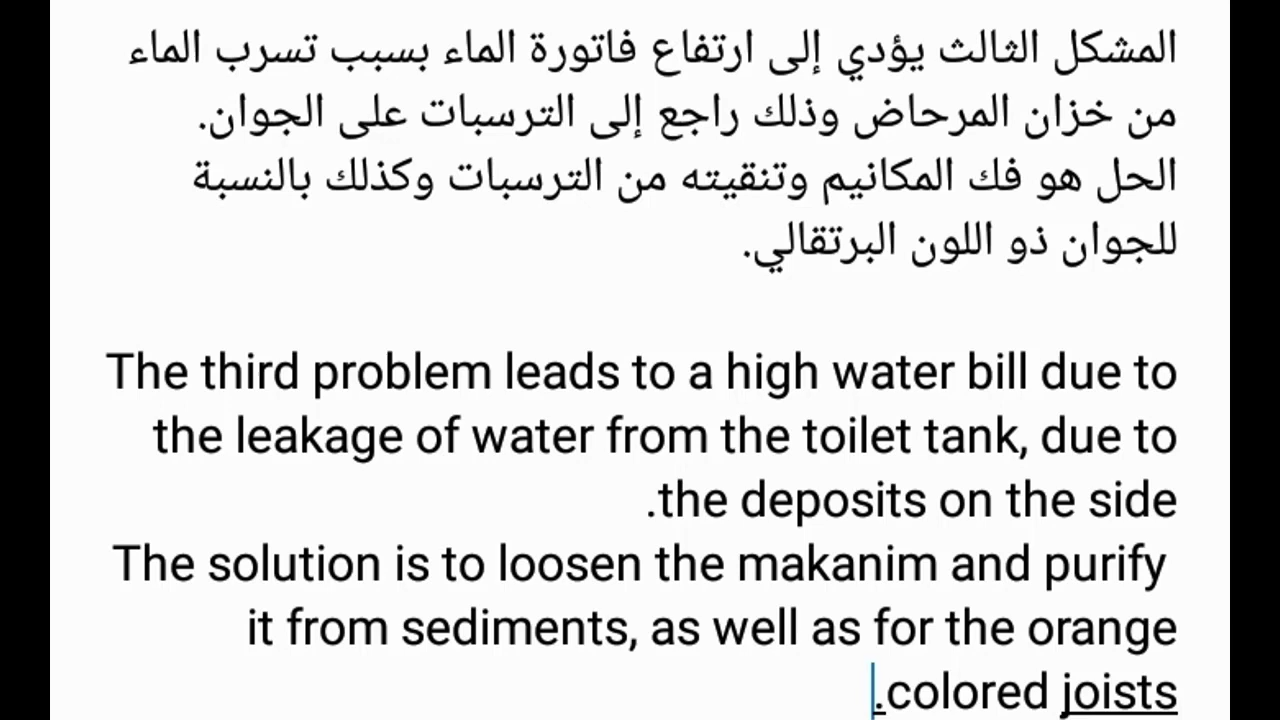 المشكل الثالث يؤدي إلى ارتفاع فاتورة الماء بسبب تسرب الماء
من خزان المرحاض وذلك راجع إلى الترسبات على الجوان.
الحل هو فك المكانيم وتنقيته من الترسبات وكذلك بالنسبة
للجوان ذو اللون البرتقالي.
The third problem leads to a high water bill due to
the leakage of water from the toilet tank, due to
.the deposits on the side
The solution is to loosen the makanim and purify
it from sediments, as well as for the orange
.colored joists